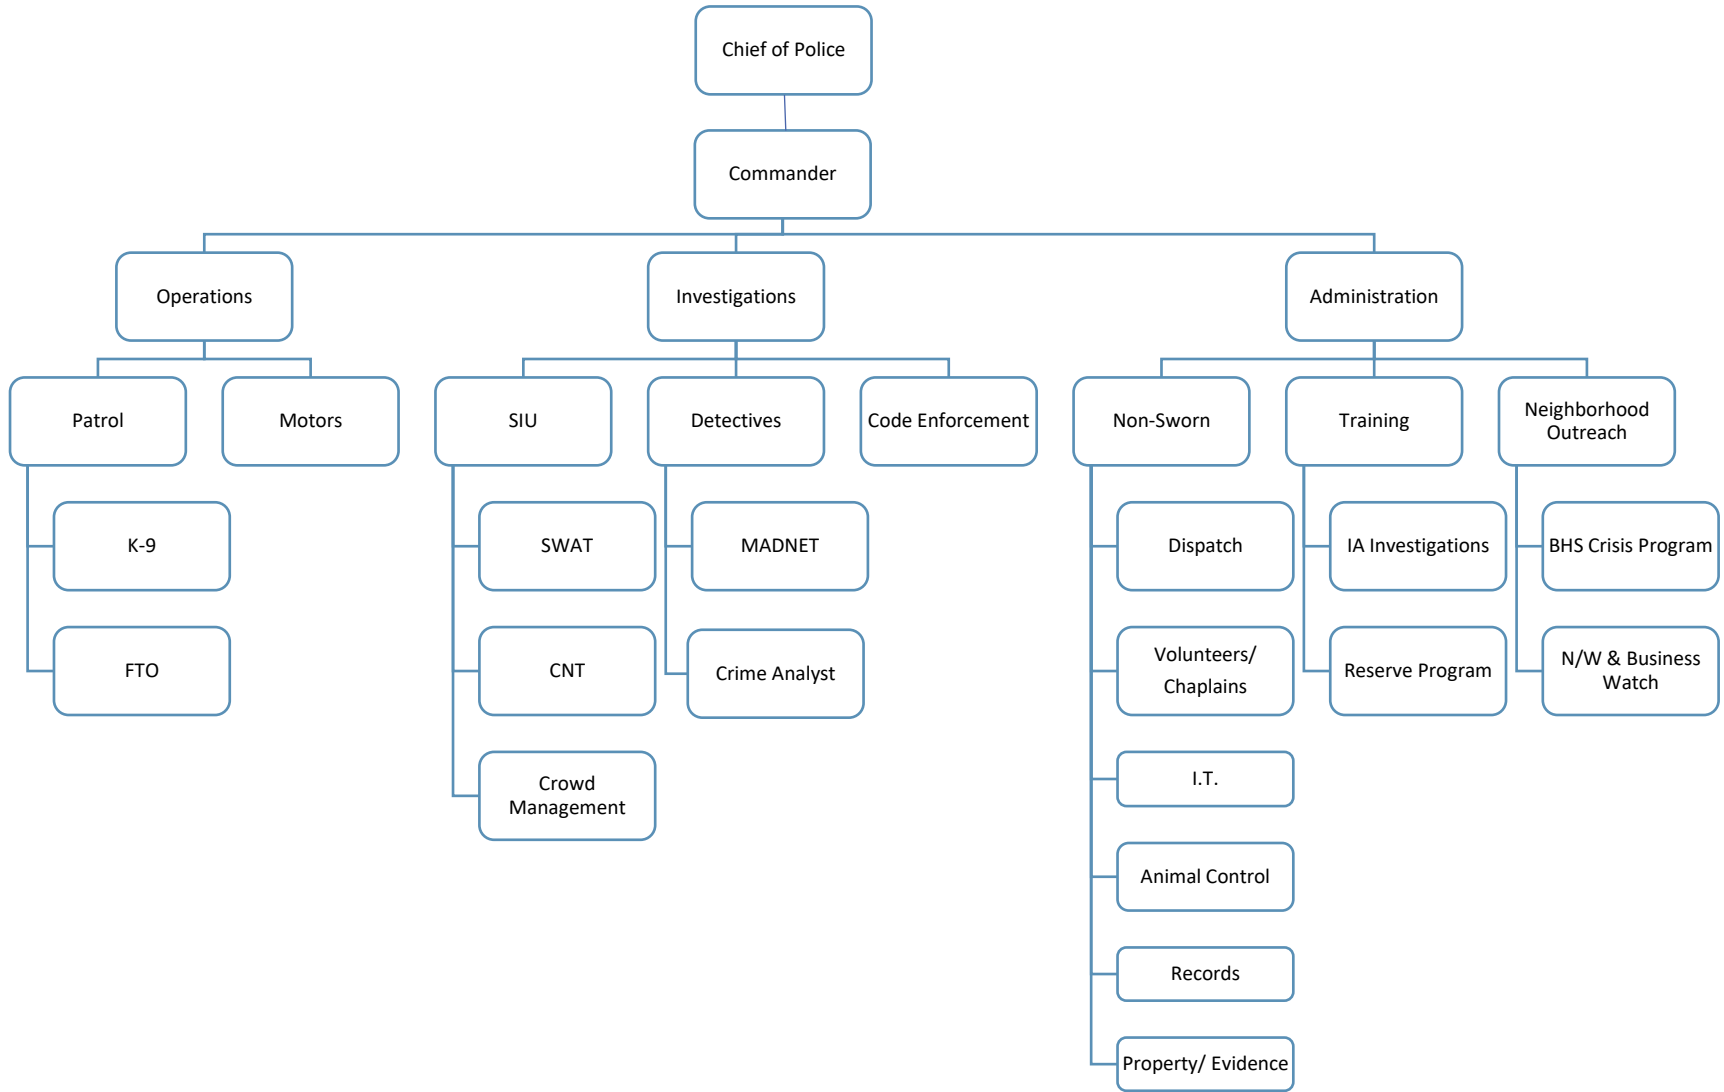 Chief of Police
Commander
Operations
Investigations
Administration
Patrol
Motors
SIU
Detectives
Code Enforcement
Non-Sworn
Training
Neighborhood
Outreach
K-9
SWAT
MADNET
Dispatch
IA Investigations
BHS Crisis Program
FTO
CNT
Crime Analyst
Volunteers/
Chaplains
Reserve Program
N/W & Business
Watch
Crowd
Management
I.T.
Animal Control
Records
Property/ Evidence